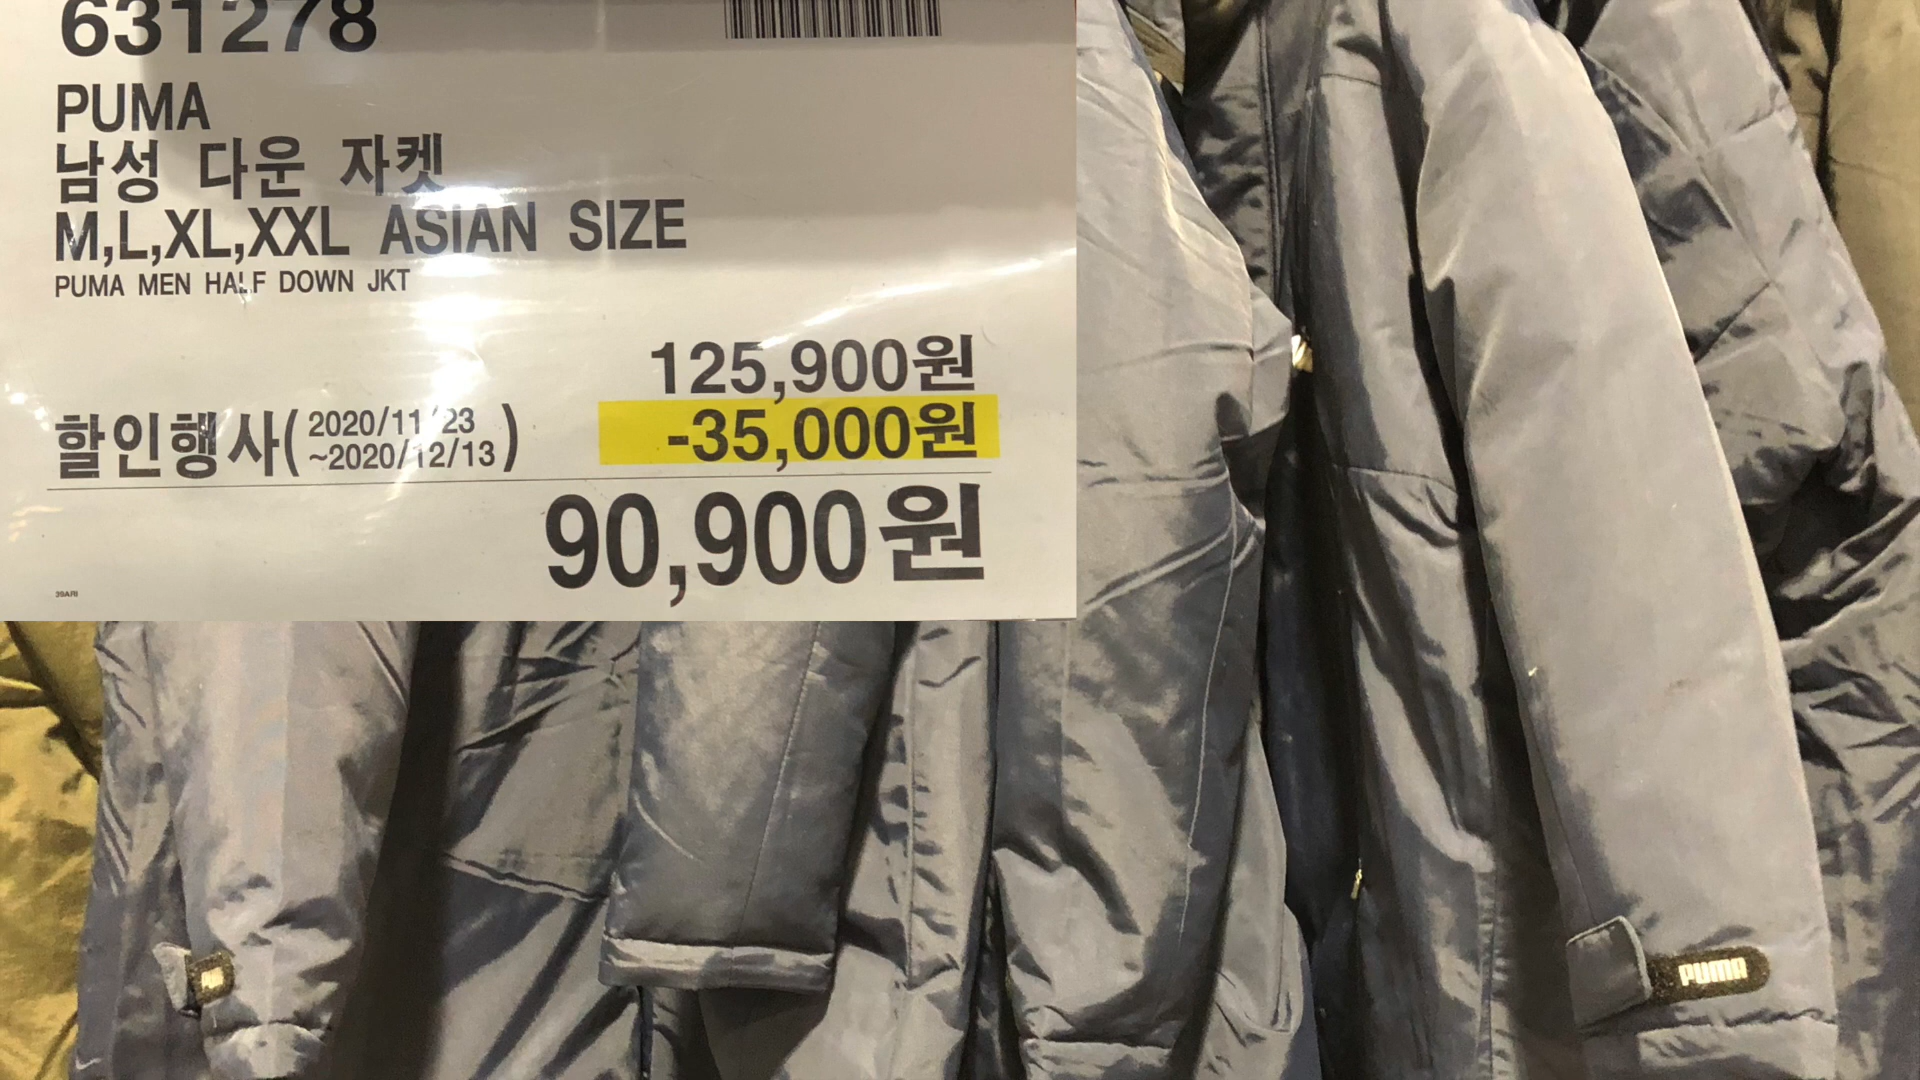 631278
PUMA
남성 다운 자켓
M,L,XL,XXL ASIAN SIZE
PUMA MEN HALF DOWN JKT
125,900원
할인행사(2020/11/23 ~2020/12/13) -35,000원
90,900원
PUMA